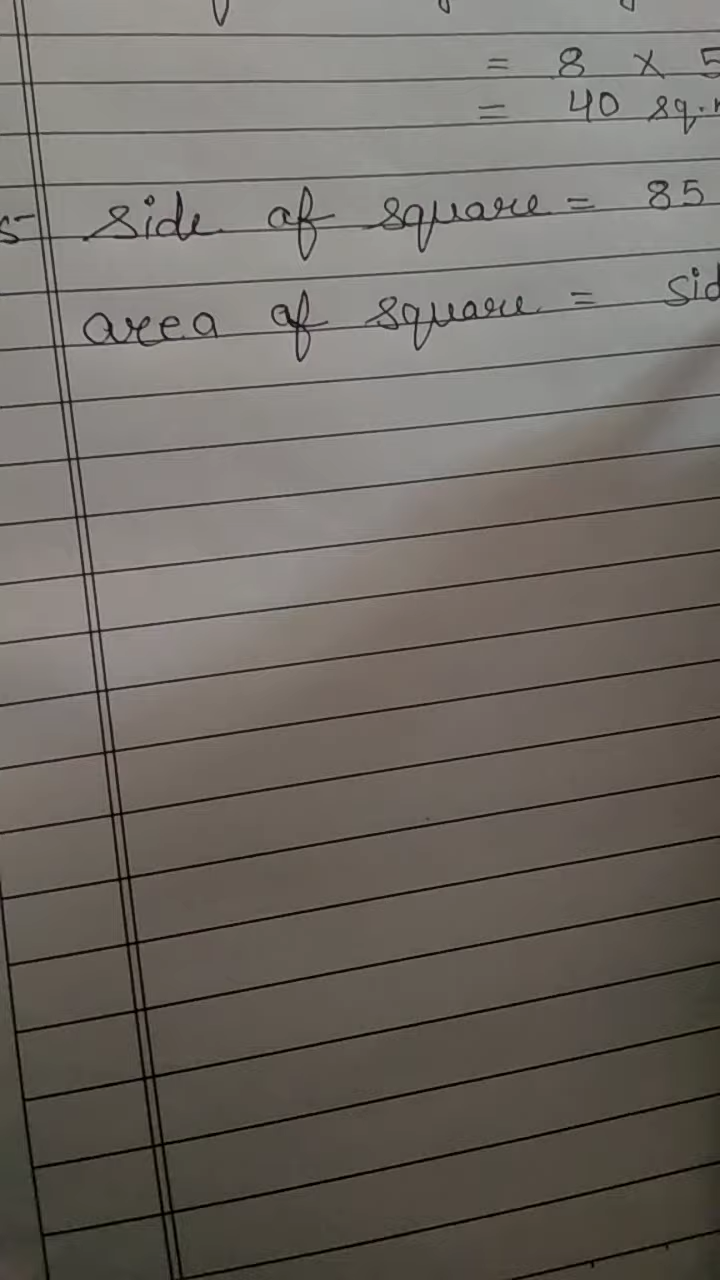 = 8 × 5
= 40 sq.
5- side of square = 85
area of square = sid